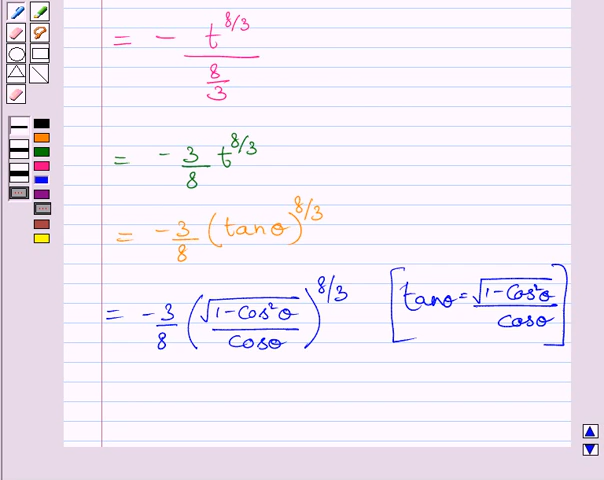 = - t^8/3 / 8/3
= -3/8 t^8/3
= -3/8 (tanθ)^8/3
= -3/8 (√1-cos²θ / cosθ)^8/3 [tanθ = √1-cos²θ / cosθ]